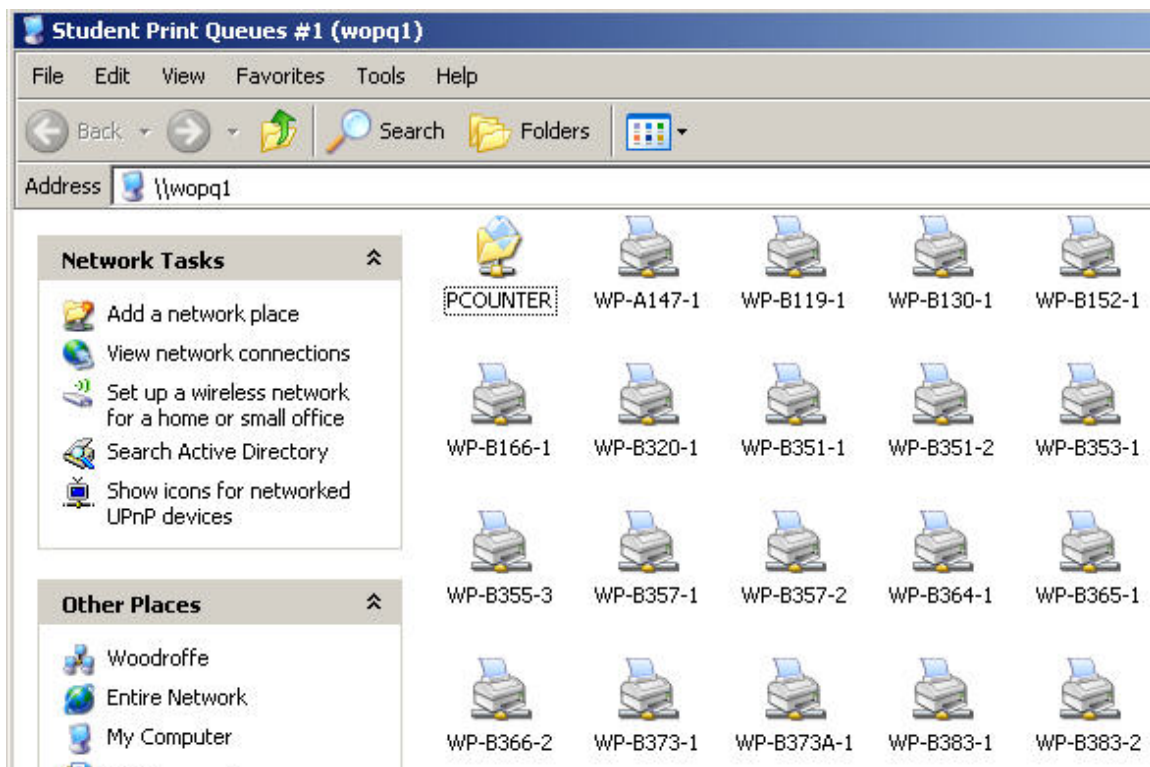 Student Print Queues #1 (wopq1)
File Edit View Favorites Tools Help
Back Search Folders
Address \\wopq1
Network Tasks
Add a network place
View network connections
Set up a wireless network
for a home or small office
Search Active Directory
Show icons for networked
UPnP devices
Other Places
Woodroffe
Entire Network
My Computer
PCOUNTER WP-A147-1 WP-B119-1 WP-B130-1 WP-B152-1
WP-B166-1 WP-B320-1 WP-B351-1 WP-B351-2 WP-B353-1
WP-B355-3 WP-B357-1 WP-B357-2 WP-B364-1 WP-B365-1
WP-B366-2 WP-B373-1 WP-B373A-1 WP-B383-1 WP-B383-2